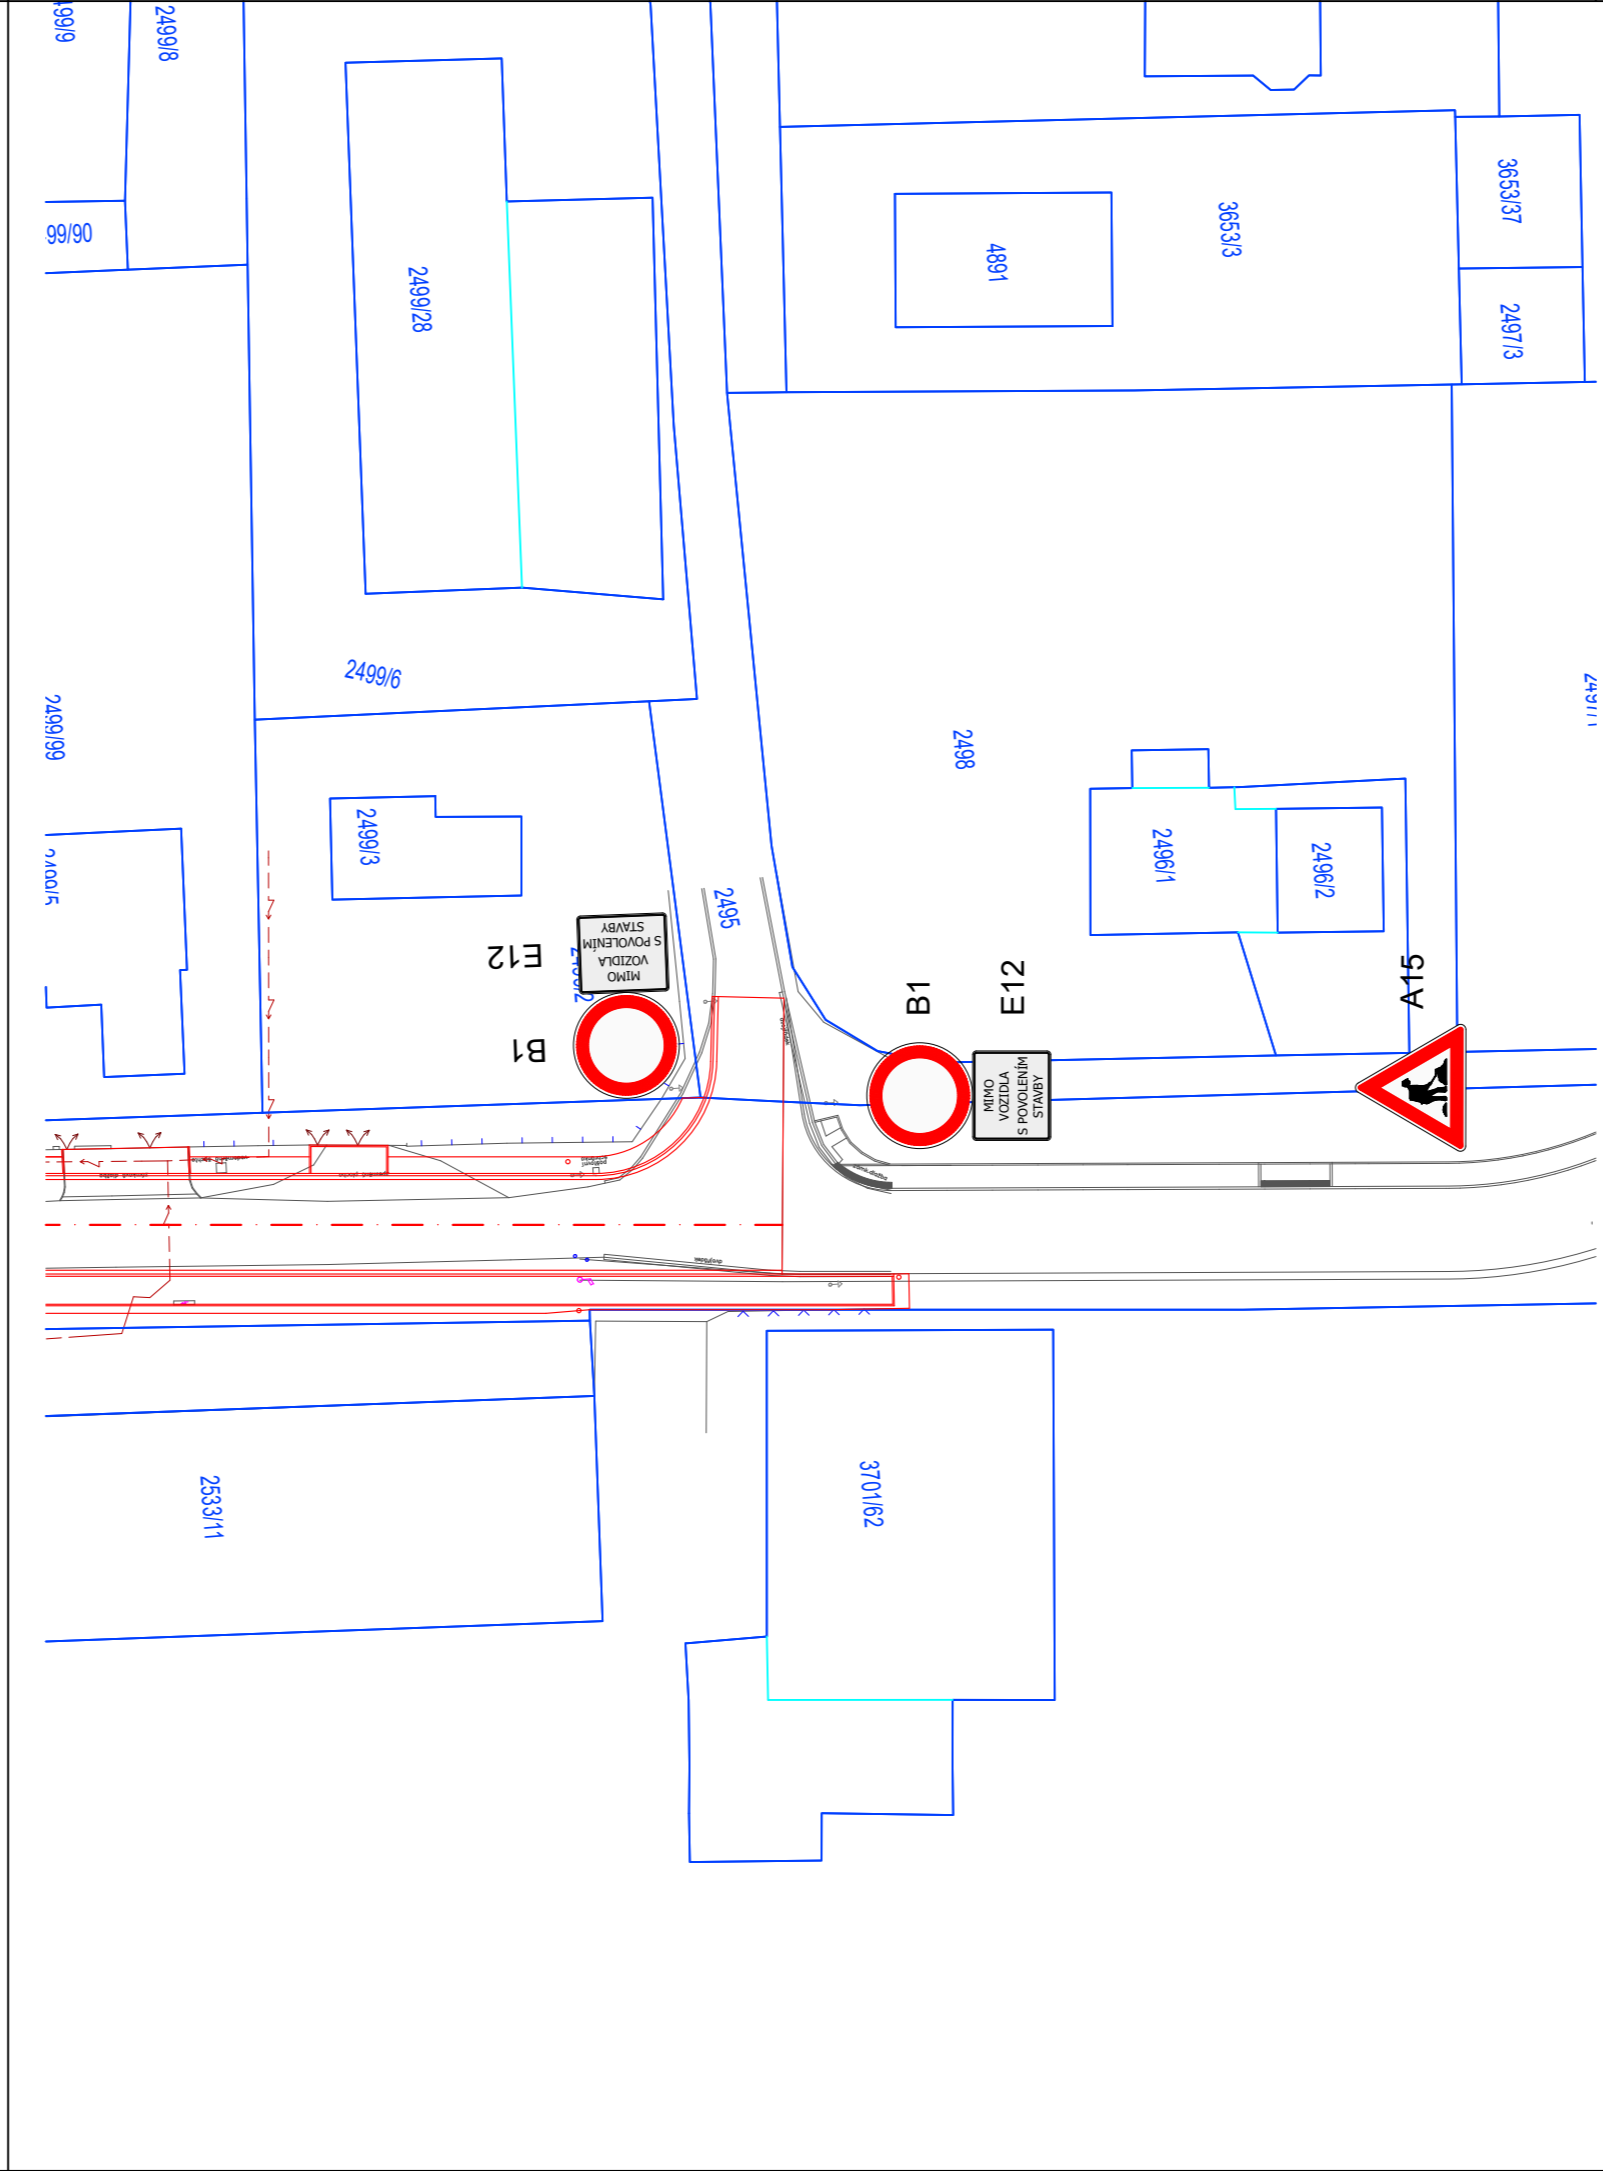 2499/8
99/90
2499/28
4891
3653/3
3653/37
2497/3
2499/6
2499/99
2498
2499/3
2496/1
2496/2
2495
E12
MIMO
VOZIDLA
S POVOLENÍM
STAVBY
B1
B1
E12
MIMO
VOZIDLA
S POVOLENÍM
STAVBY
A15
2533/11
3701/62